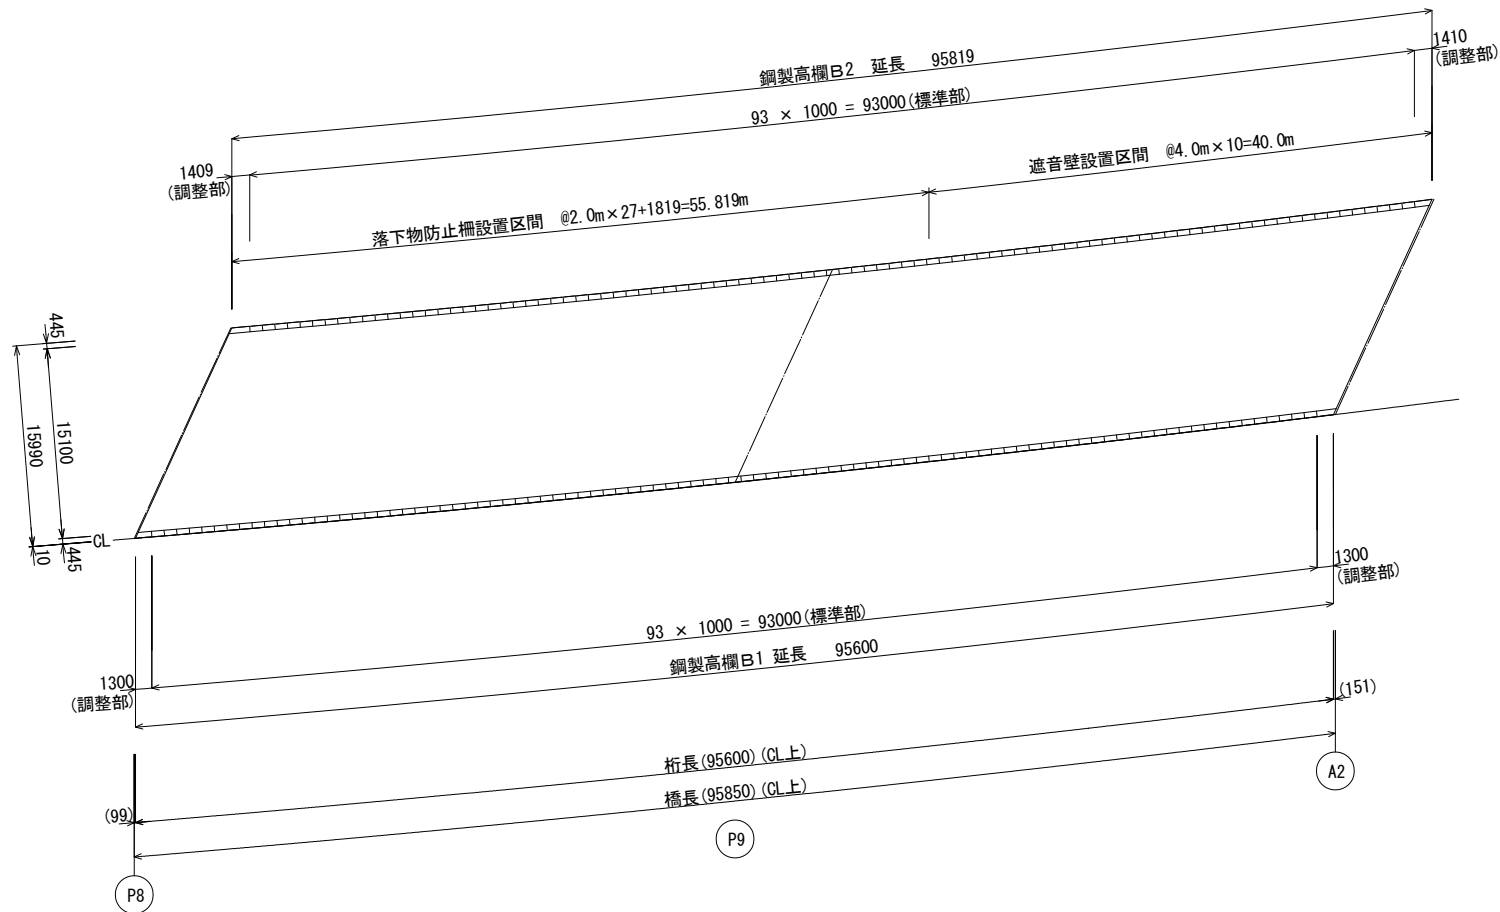 1410
(調整部)
鋼製高欄B2 延長 95819
93 × 1000 = 93000(標準部)
1409
(調整部)
遮音壁設置区間 @4.0m×10=40.0m
落下物防止柵設置区間 @2.0m×27+1819=55.819m
445
15100
15990
CL
10
445
1300
(調整部)
93 × 1000 = 93000(標準部)
鋼製高欄B1 延長 95600
1300
(調整部)
(151)
桁長(95600)(CL上)
橋長(95850)(CL上)
(99)
A2
P9
P8